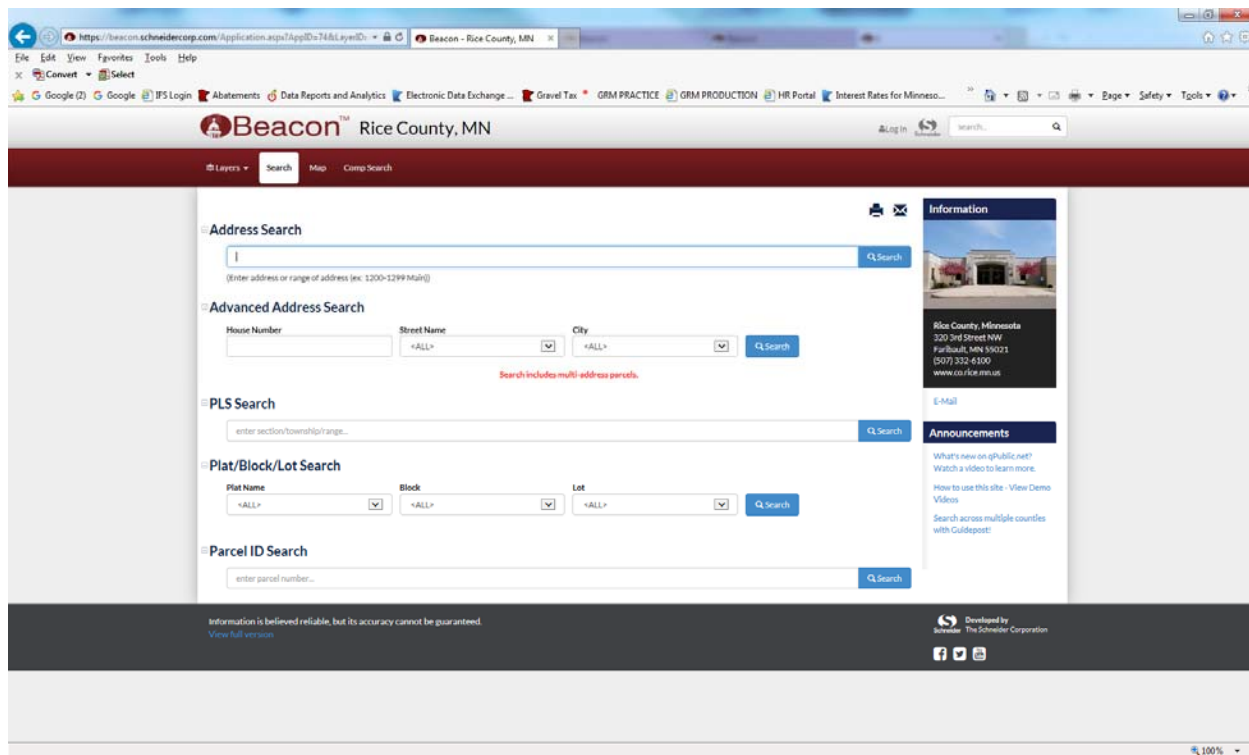 https://beacon.schneidercorp.com/Application.aspx?AppID=74&LayerID=
Beacon - Rice County, MN
File Edit View Favorites Tools Help
Convert Select
Google (2) Google IFS Login Abatements Data Reports and Analytics Electronic Data Exchange ... Gravel Tax GRM PRACTICE GRM PRODUCTION HR Portal Interest Rates for Minneso... Page Safety Tools
Beacon™ Rice County, MN
Log In Schneider search...
Layers Search Map Comp Search
Information
Address Search
Search
(Enter address or range of address (ex: 1200-1299 Main))
Advanced Address Search
House Number Street Name City
<ALL> <ALL> Search
Search includes multi-address parcels.
Rice County, Minnesota
320 3rd Street NW
Faribault, MN 55021
(507) 332-6100
www.co.rice.mn.us
E-Mail
PLS Search
enter section/township/range... Search
Announcements
What's new on qPublic.net?
Watch a video to learn more.
How to use this site - View Demo
Videos
Search across multiple counties
with Guidepost!
Plat/Block/Lot Search
Plat Name Block Lot
<ALL> <ALL> <ALL> Search
Parcel ID Search
enter parcel number... Search
Information is believed reliable, but its accuracy cannot be guaranteed.
View full version
Schneider
Developed by
The Schneider Corporation
100%